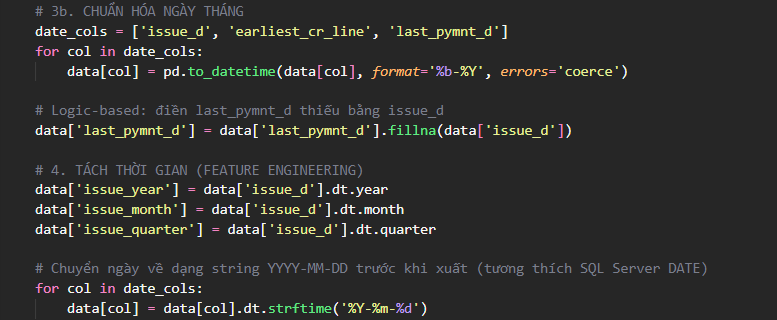 # 3b. CHUẨN HÓA NGÀY THÁNG
date_cols = ['issue_d', 'earliest_cr_line', 'last_pymnt_d']
for col in date_cols:
    data[col] = pd.to_datetime(data[col], format='%b-%Y', errors='coerce')

# Logic-based: điền last_pymnt_d thiếu bằng issue_d
data['last_pymnt_d'] = data['last_pymnt_d'].fillna(data['issue_d'])

# 4. TÁCH THỜI GIAN (FEATURE ENGINEERING)
data['issue_year'] = data['issue_d'].dt.year
data['issue_month'] = data['issue_d'].dt.month
data['issue_quarter'] = data['issue_d'].dt.quarter

# Chuyển ngày về dạng string YYYY-MM-DD trước khi xuất (tương thích SQL Server DATE)
for col in date_cols:
    data[col] = data[col].dt.strftime('%Y-%m-%d')